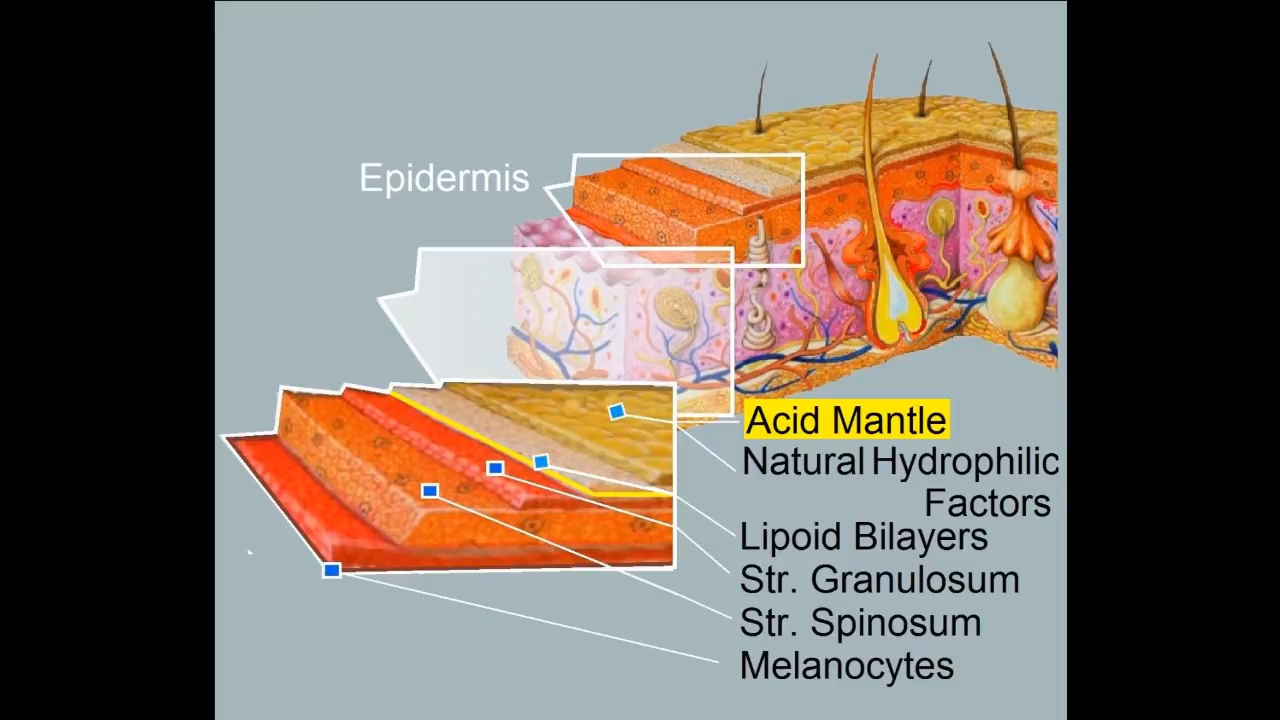 Epidermis
Acid Mantle
Natural Hydrophilic
Factors
Lipoid Bilayers
Str. Granulosum
Str. Spinosum
Melanocytes